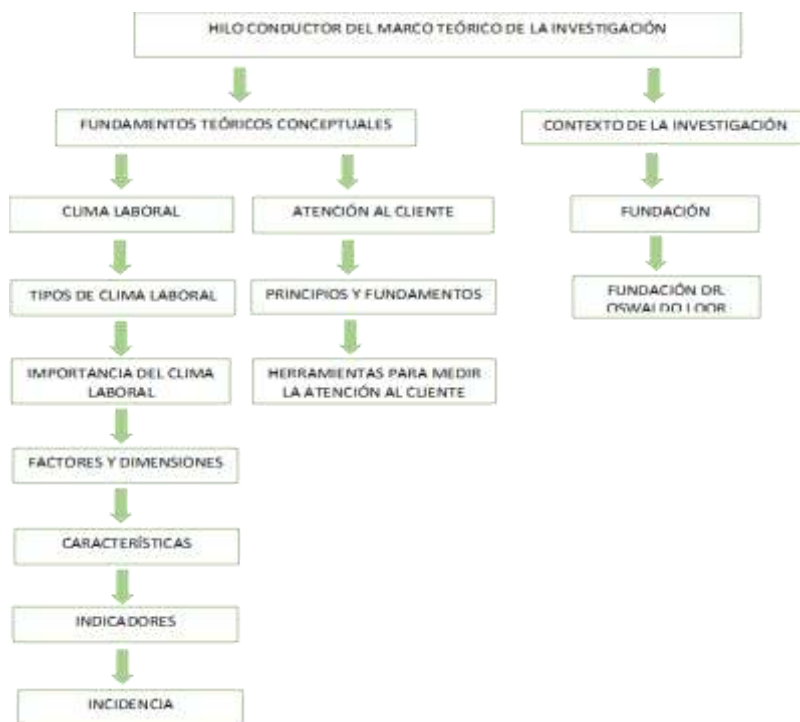 HILO CONDUCTOR DEL MARCO TEÓRICO DE LA INVESTIGACIÓN
FUNDAMENTOS TEÓRICOS CONCEPTUALES
CONTEXTO DE LA INVESTIGACIÓN
CLIMA LABORAL
ATENCIÓN AL CLIENTE
FUNDACIÓN
TIPOS DE CLIMA LABORAL
PRINCIPIOS Y FUNDAMENTOS
FUNDACIÓN DR.
OSWALDO LOOR
IMPORTANCIA DEL CLIMA
LABORAL
HERRAMIENTAS PARA MEDIR
LA ATENCIÓN AL CLIENTE
FACTORES Y DIMENSIONES
CARACTERÍSTICAS
INDICADORES
INCIDENCIA